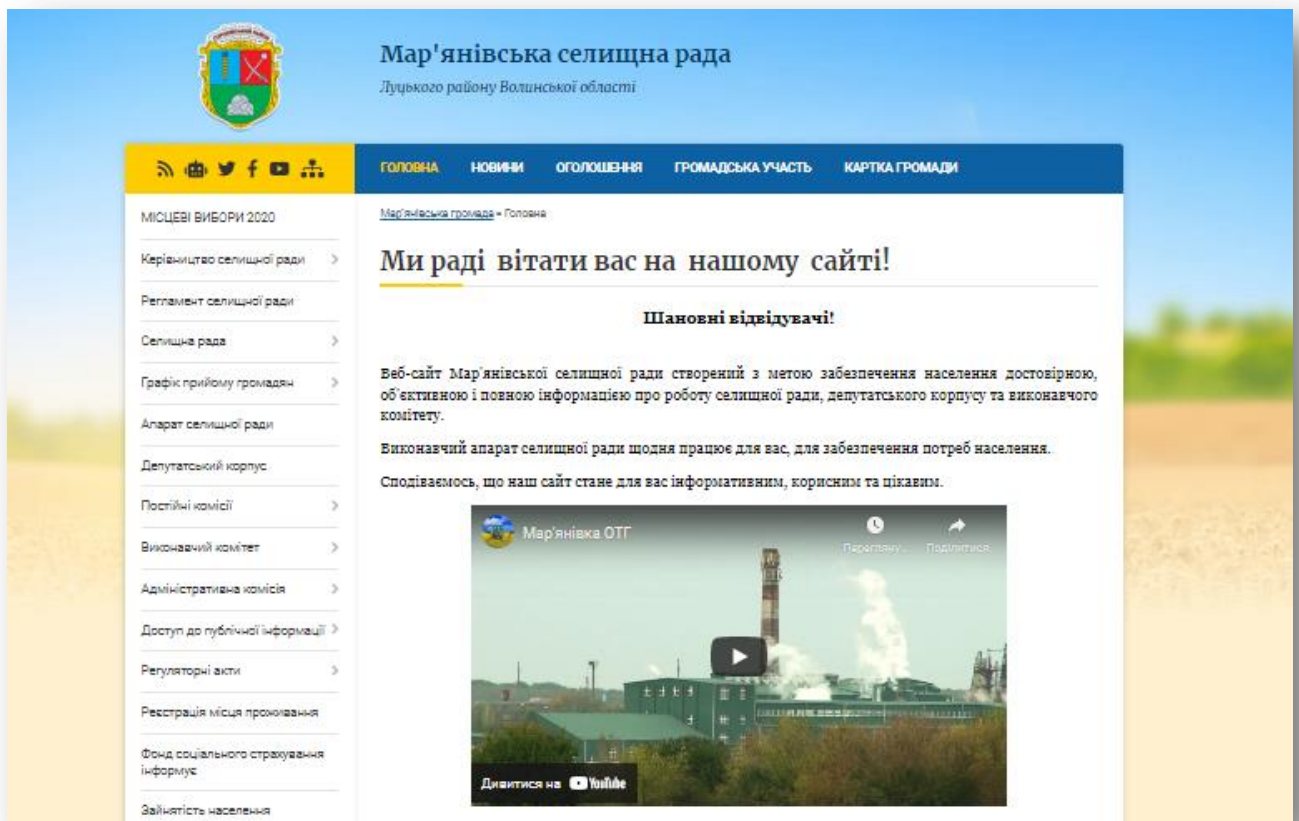 Мар'янівська селищна рада
Луцького району Волинської області
ГОЛОВНА НОВИНИ ОГОЛОШЕННЯ ГРОМАДСЬКА УЧАСТЬ КАРТКА ГРОМАДИ
МІСЦЕВІ ВИБОРИ 2020
Керівництво селищної ради
Регламент селищної ради
Селищна рада
Графік прийому громадян
Апарат селищної ради
Депутатський корпус
Постійні комісії
Виконавчий комітет
Адміністративна комісія
Доступ до публічної інформації
Регуляторні акти
Реєстрація місця проживання
Фонд соціального страхування
інформує
Зайнятість населення
Мар'янівська громада » Головна
Ми раді вітати вас на нашому сайті!
Шановні відвідувачі!
Веб-сайт Мар'янівської селищної ради створений з метою забезпечення населення достовірною,
об'єктивною і повною інформацією про роботу селищної ради, депутатського корпусу та виконавчого
комітету.
Виконавчий апарат селищної ради щодня працює для вас, для забезпечення потреб населення.
Сподіваємось, що наш сайт стане для вас інформативним, корисним та цікавим.
Мар'янівка ОТГ
Перегляну... Поділитися
Дивитися на YouTube